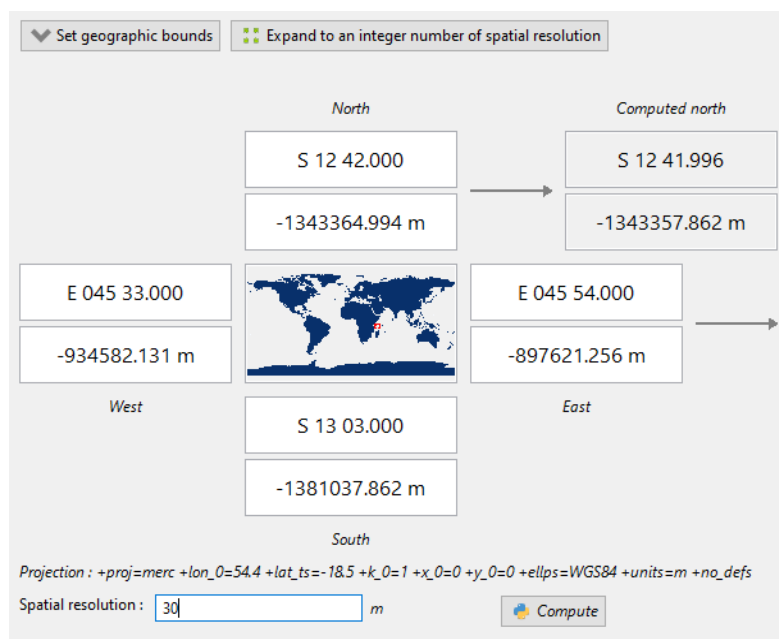 Set geographic bounds
Expand to an integer number of spatial resolution
North
Computed north
S 12 42.000
S 12 41.996
-1343364.994 m
-1343357.862 m
E 045 33.000
E 045 54.000
-934582.131 m
-897621.256 m
West
East
S 13 03.000
-1381037.862 m
South
Projection : +proj=merc +lon_0=54.4 +lat_ts=-18.5 +k_0=1 +x_0=0 +y_0=0 +ellps=WGS84 +units=m +no_defs
Spatial resolution :
30
m
Compute